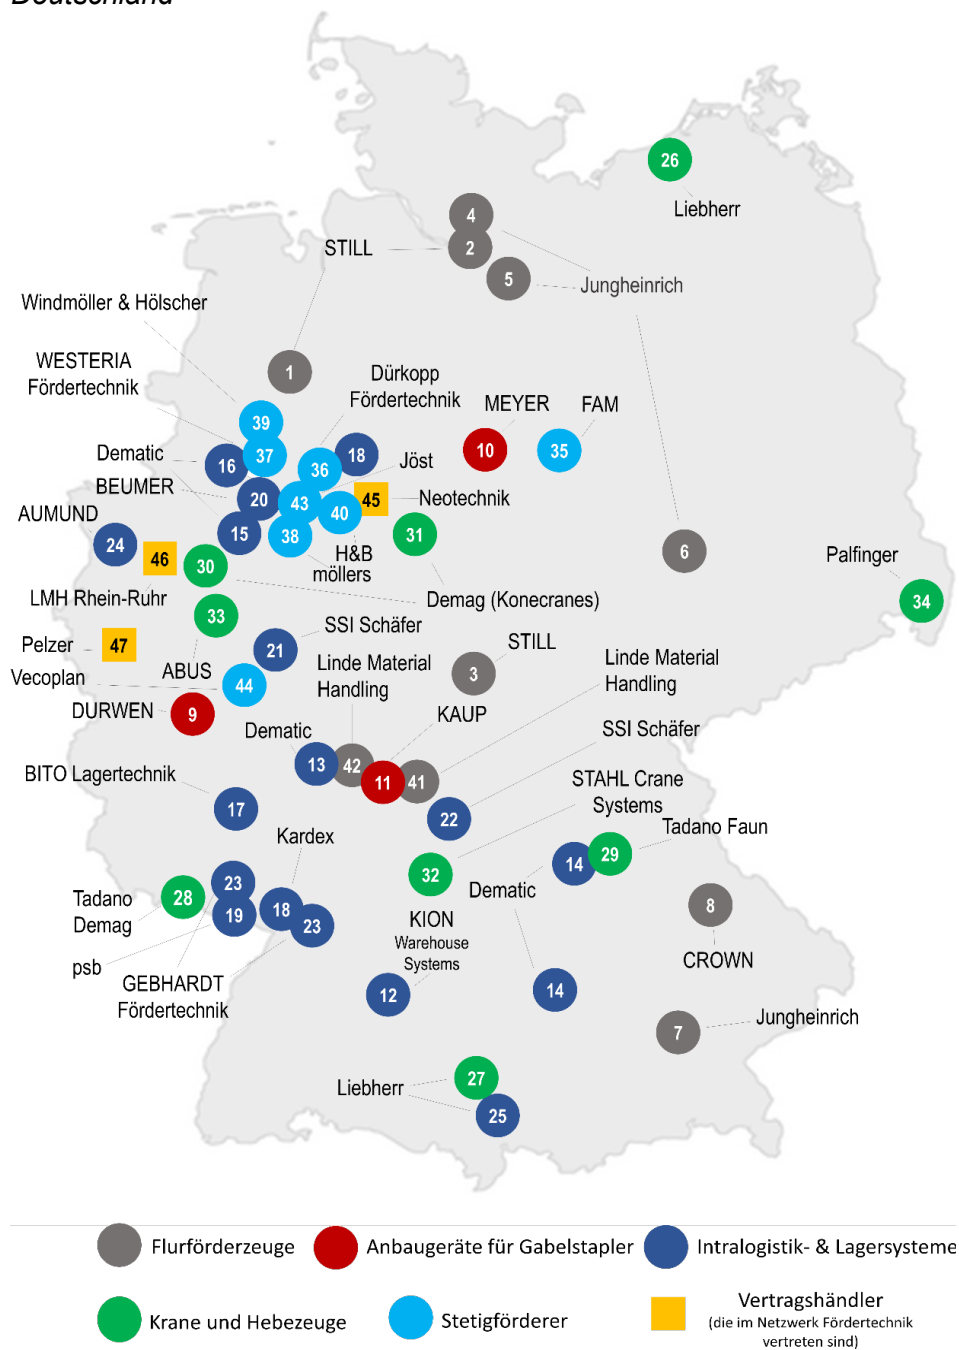 Deutschland
26
Liebherr
4
STILL
2
5
Jungheinrich
Windmöller & Hölscher
WESTERIA
Fördertechnik
1
Dürkopp
Fördertechnik
MEYER
FAM
39
Dematic
16
37
36
18
Jöst
10
35
BEUMER
20
43
40
45
Neotechnik
AUMUND
24
15
38
H&B
möllers
31
6
46
30
Palfinger
LMH Rhein-Ruhr
Demag (Konecranes)
34
33
Pelzer
47
ABUS
21
SSI Schäfer
STILL
Vecoplan
44
Linde Material
Handling
3
Linde Material
Handling
DURWEN
9
KAUP
Dematic
13
42
11
41
SSI Schäfer
BITO Lagertechnik
17
22
STAHL Crane
Systems
Kardex
Tadano Faun
32
14
29
Tadano
Demag
28
23
19
18
23
Dematic
8
psb
KION
Warehouse
Systems
CROWN
GEBHARDT
Fördertechnik
12
14
7
Jungheinrich
Liebherr
27
25
Flurförderzeuge
Anbaugeräte für Gabelstapler
Intralogistik- & Lagersysteme
Krane und Hebezeuge
Stetigförderer
Vertragshändler
(die im Netzwerk Fördertechnik
vertreten sind)